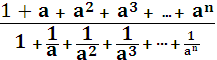 1 + a + a² + a³ + ... + aⁿ
1 + 1/a + 1/a² + 1/a³ + ··· + 1/aⁿ